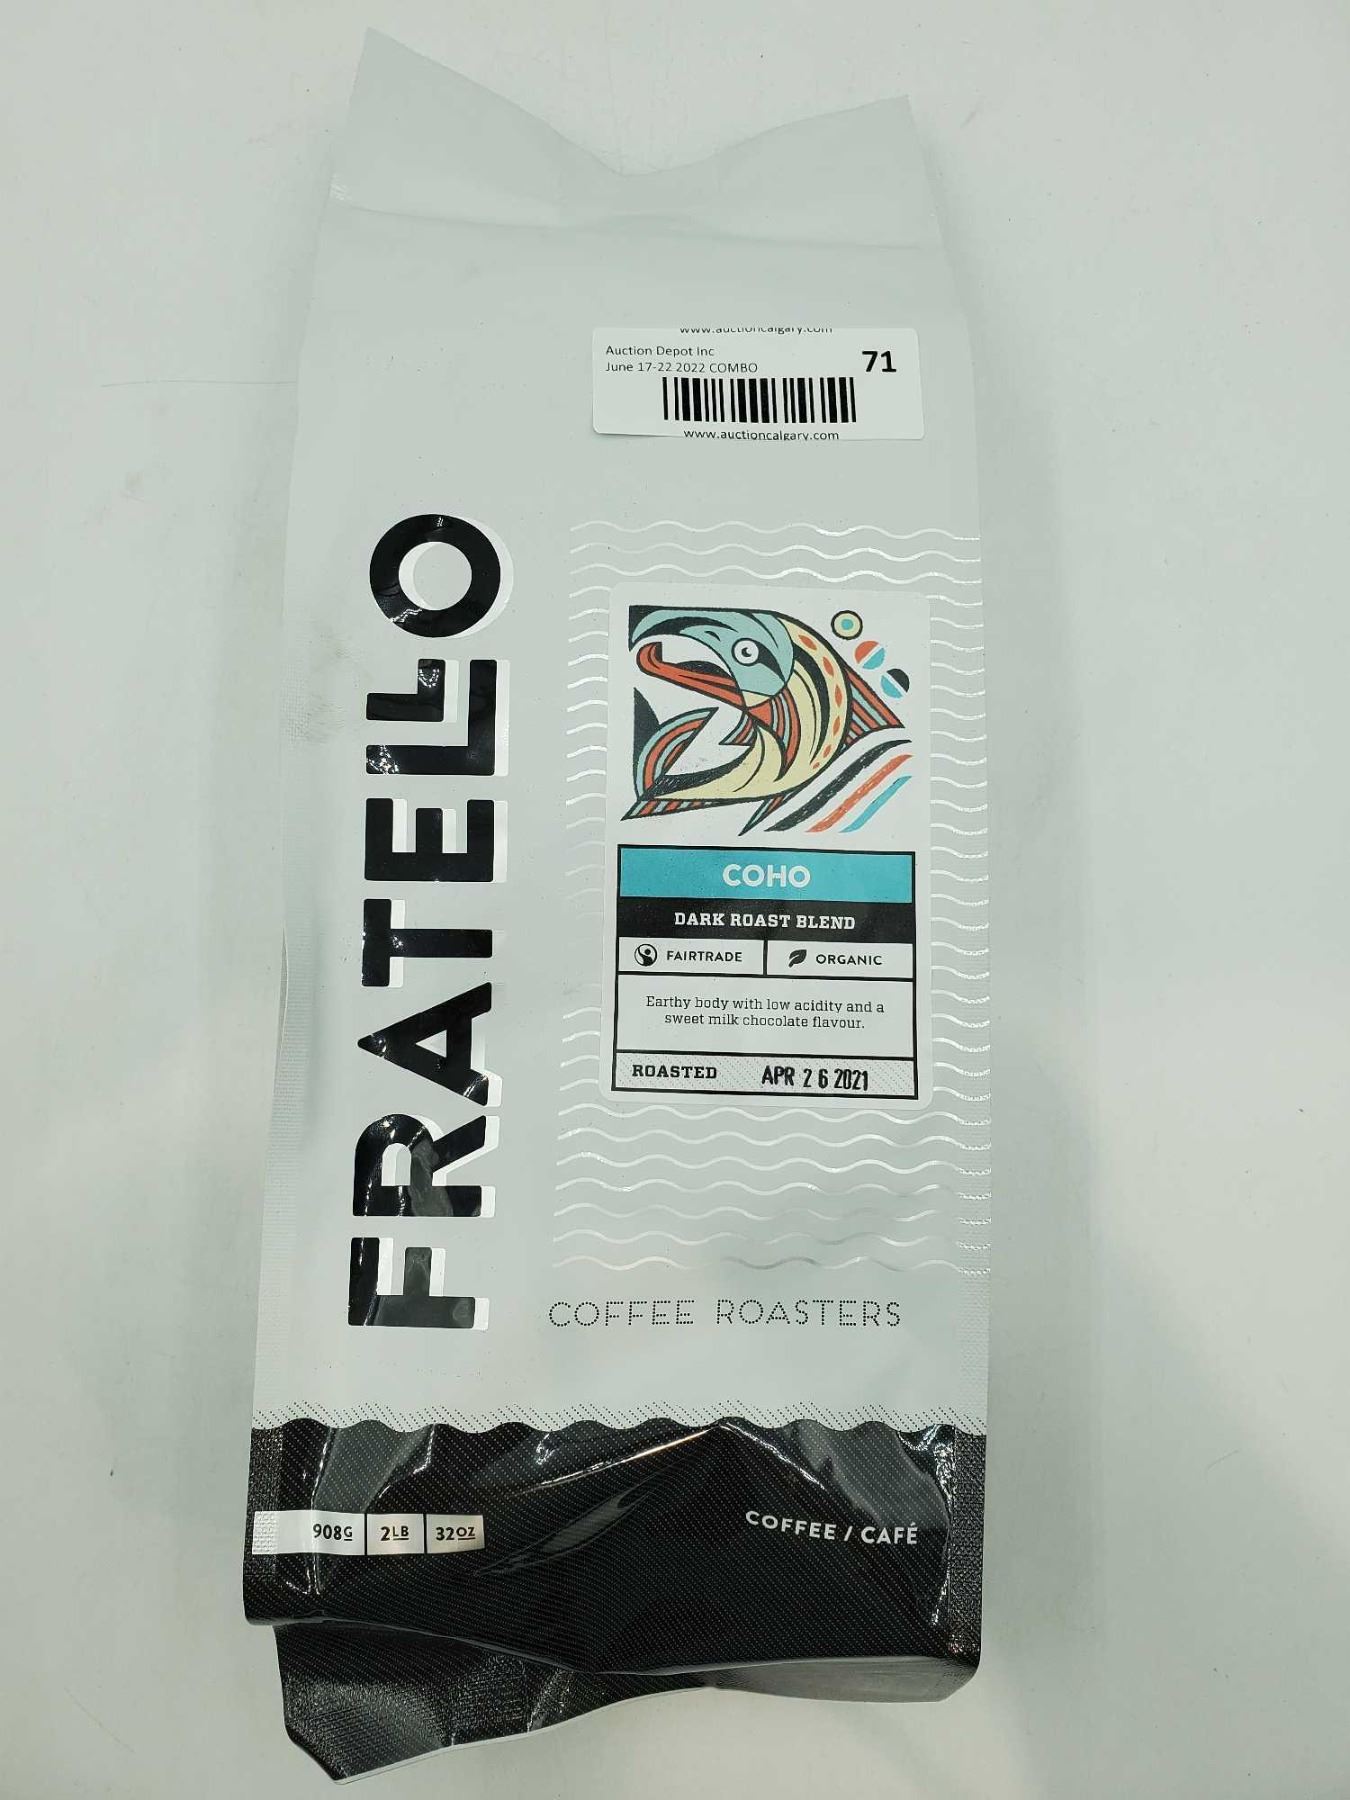 www.auctioncalgary.com
Auction Depot Inc
June 17-22 2022 COMBO
71
www.auctioncalgary.com
FRATELLO
COHO
DARK ROAST BLEND
FAIRTRADE
ORGANIC
Earthy body with low acidity and a
sweet milk chocolate flavour.
ROASTED APR 26 2021
COFFEE ROASTERS
908G 2LB 32OZ
COFFEE / CAFÉ